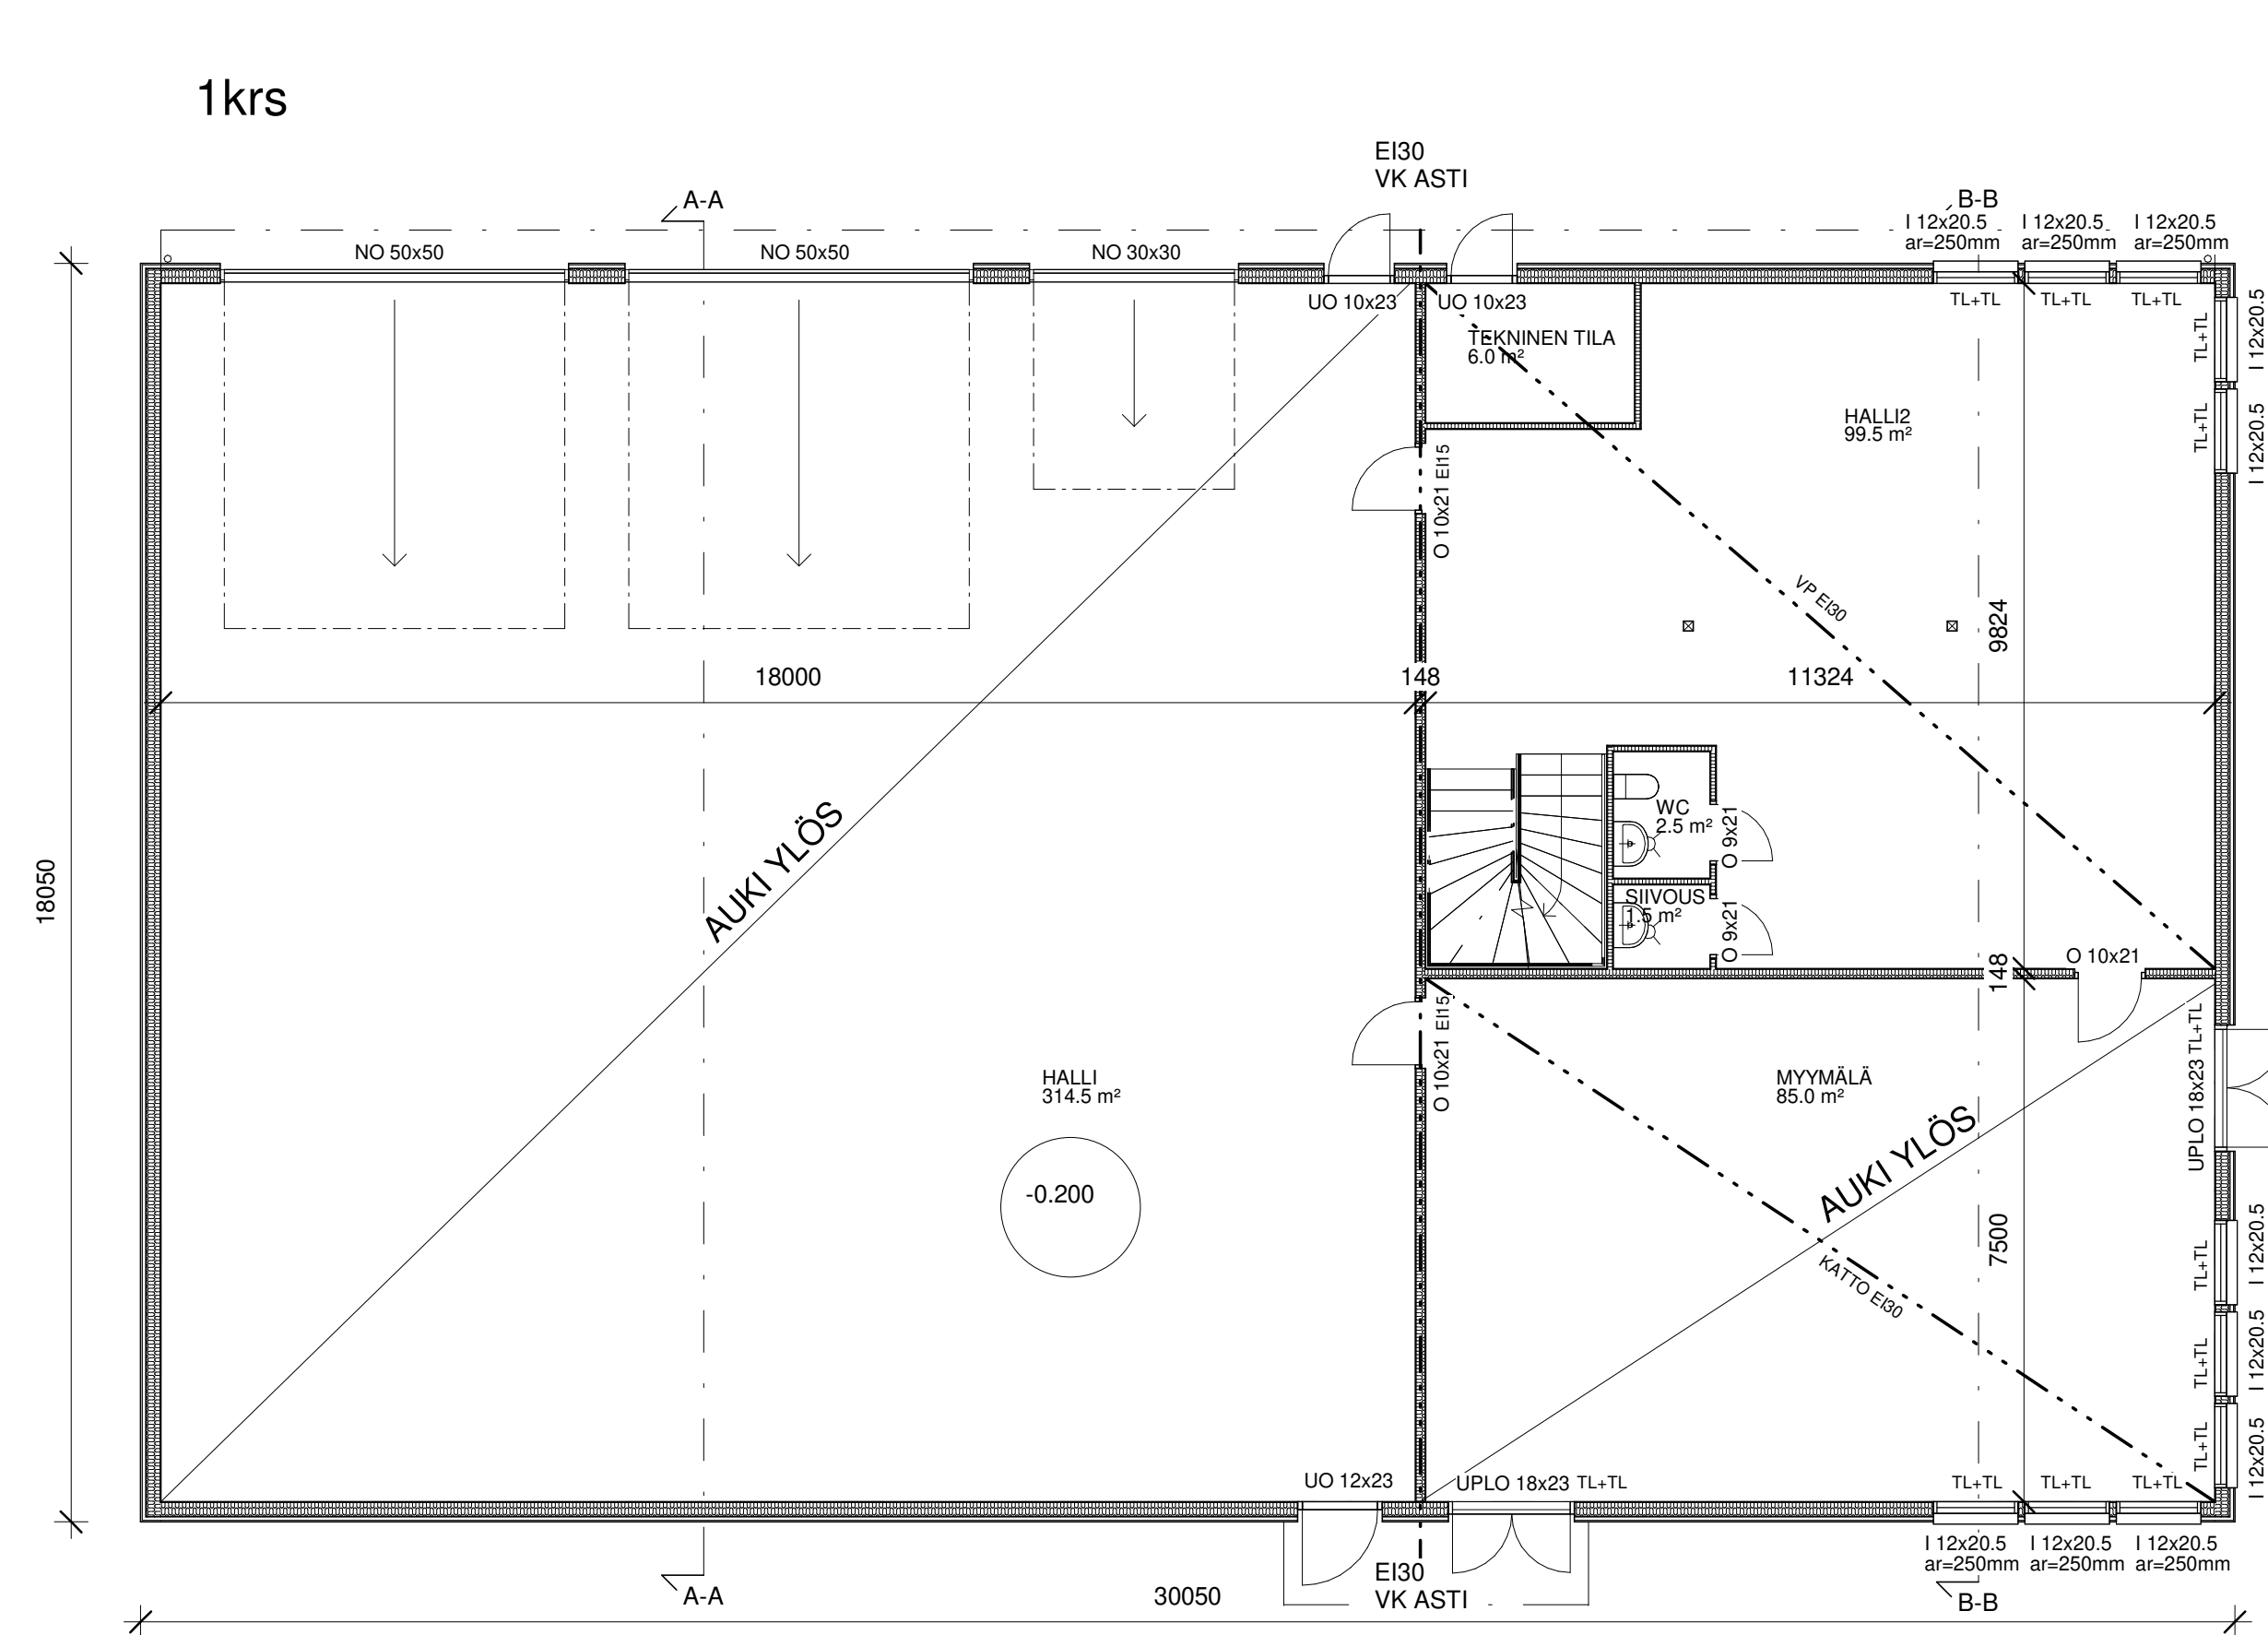 1krs
EI30
VK ASTI
A-A
B-B
I 12x20.5
ar=250mm
I 12x20.5
ar=250mm
I 12x20.5
ar=250mm
NO 50x50
NO 50x50
NO 30x30
UO 10x23
UO 10x23
TL+TL
TL+TL
TL+TL
TL+TL
I 12x20.5
TL+TL
I 12x20.5
TEKNINEN TILA
6.0 m²
HALLI2
99.5 m²
O 10x21 EI15
VP EI30
9824
18000
148
11324
18050
AUKI YLÖS
WC
2.5 m²
O 9x21
SIIVOUS
1.5 m²
O 9x21
148
O 10x21
O 10x21 EI15
UPLO 18x23 TL+TL
HALLI
314.5 m²
MYYMÄLÄ
85.0 m²
AUKI YLÖS
-0.200
7500
KATTO EI30
TL+TL
I 12x20.5
TL+TL
I 12x20.5
TL+TL
I 12x20.5
UO 12x23
UPLO 18x23 TL+TL
TL+TL
TL+TL
TL+TL
I 12x20.5
ar=250mm
I 12x20.5
ar=250mm
I 12x20.5
ar=250mm
EI30
VK ASTI
A-A
30050
B-B